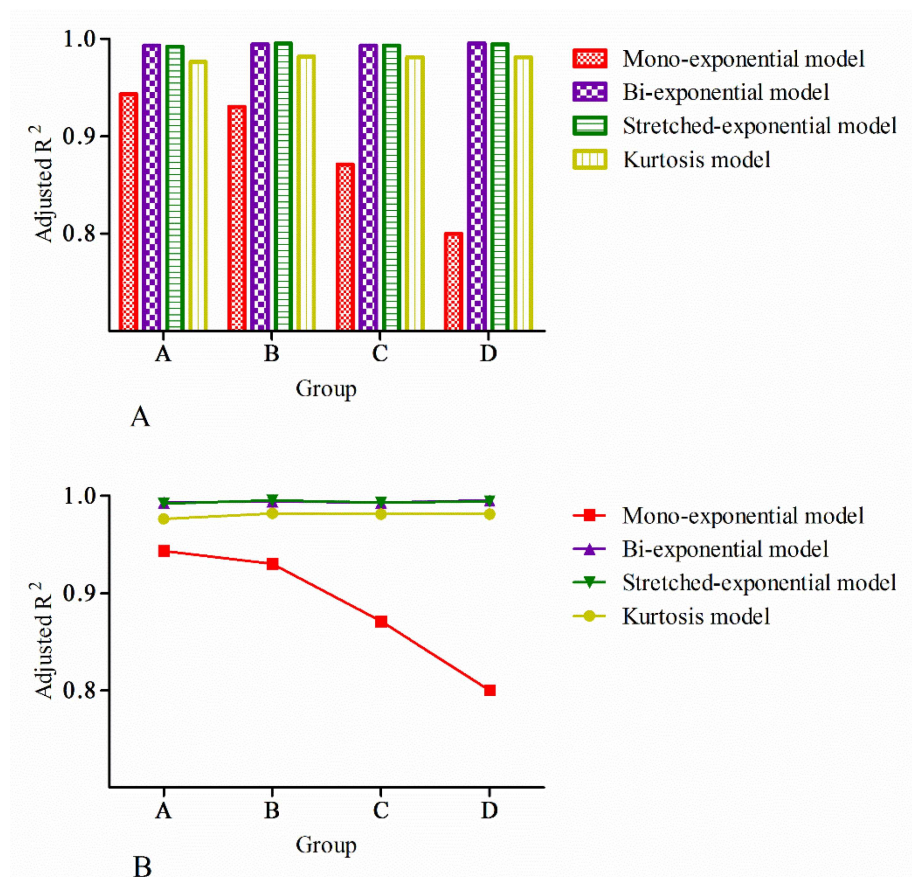 1.0
0.9
0.8
Adjusted R²
A B C D
Group
A
Mono-exponential model
Bi-exponential model
Stretched-exponential model
Kurtosis model
1.0
0.9
0.8
Adjusted R²
A B C D
Group
B
Mono-exponential model
Bi-exponential model
Stretched-exponential model
Kurtosis model